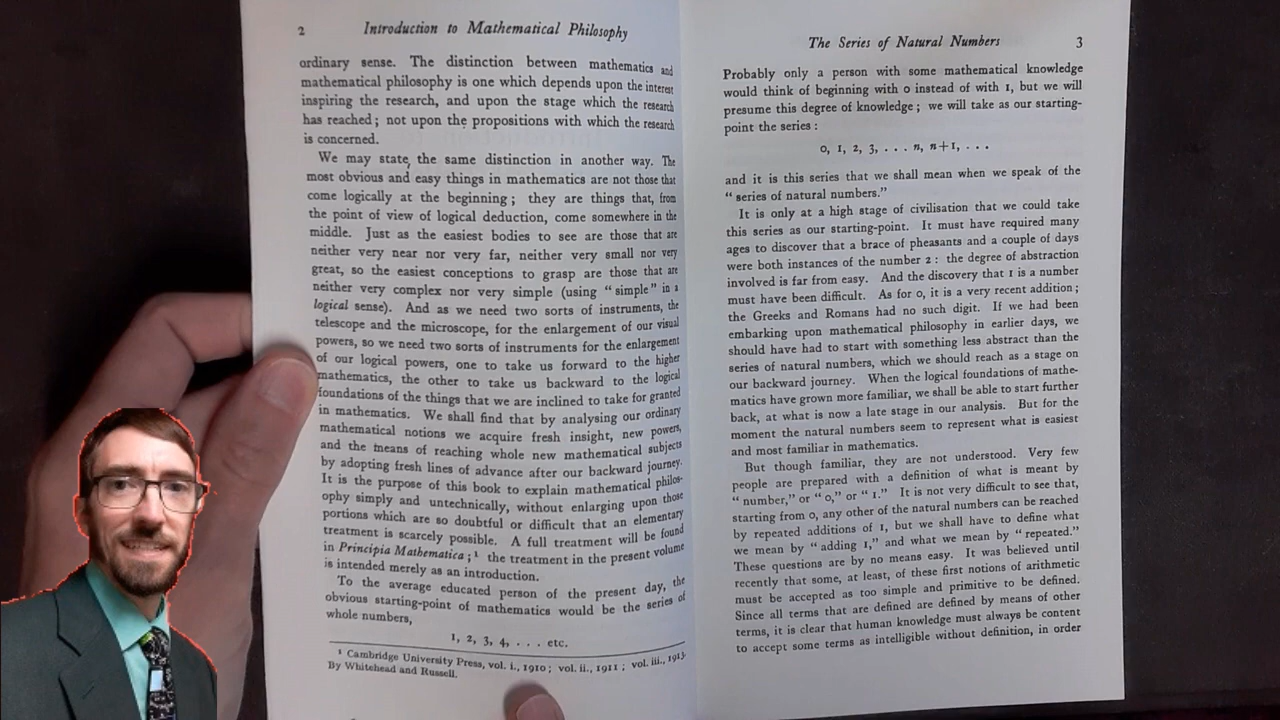 2 Introduction to Mathematical Philosophy
ordinary sense. The distinction between mathematics and
mathematical philosophy is one which depends upon the interest
inspiring the research, and upon the stage which the research
has reached ; not upon the propositions with which the research
is concerned.
We may state, the same distinction in another way. The
most obvious and easy things in mathematics are not those that
come logically at the beginning ; they are things that, from
the point of view of logical deduction, come somewhere in the
middle. Just as the easiest bodies to see are those that are
neither very near nor very far, neither very small nor very
great, so the easiest conceptions to grasp are those that are
neither very complex nor very simple (using “ simple ” in a
logical sense). And as we need two sorts of instruments, the
telescope and the microscope, for the enlargement of our visual
powers, so we need two sorts of instruments for the enlargement
of our logical powers, one to take us forward to the higher
mathematics, the other to take us backward to the logical
foundations of the things that we are inclined to take for granted
in mathematics. We shall find that by analysing our ordinary
mathematical notions we acquire fresh insight, new powers,
and the means of reaching whole new mathematical subjects
by adopting fresh lines of advance after our backward journey.
It is the purpose of this book to explain mathematical philos-
ophy simply and untechnically, without enlarging upon those
portions which are so doubtful or difficult that an elementary
treatment is scarcely possible. A full treatment will be found
in Principia Mathematica ;¹ the treatment in the present volume
is intended merely as an introduction.
To the average educated person of the present day, the
obvious starting-point of mathematics would be the series of
whole numbers,
1, 2, 3, 4, . . . etc.
¹ Cambridge University Press, vol. i., 1910 ; vol. ii., 1911 ; vol. iii., 1913.
By Whitehead and Russell.
The Series of Natural Numbers 3
Probably only a person with some mathematical knowledge
would think of beginning with 0 instead of with 1, but we will
presume this degree of knowledge ; we will take as our starting-
point the series :
0, 1, 2, 3, . . . n, n+1, . . .
and it is this series that we shall mean when we speak of the
“ series of natural numbers.”
It is only at a high stage of civilisation that we could take
this series as our starting-point. It must have required many
ages to discover that a brace of pheasants and a couple of days
were both instances of the number 2 : the degree of abstraction
involved is far from easy. And the discovery that 1 is a number
must have been difficult. As for 0, it is a very recent addition ;
the Greeks and Romans had no such digit. If we had been
embarking upon mathematical philosophy in earlier days, we
should have had to start with something less abstract than the
series of natural numbers, which we should reach as a stage on
our backward journey. When the logical foundations of mathe-
matics have grown more familiar, we shall be able to start further
back, at what is now a late stage in our analysis. But for the
moment the natural numbers seem to represent what is easiest
and most familiar in mathematics.
But though familiar, they are not understood. Very few
people are prepared with a definition of what is meant by
“ number,” or “ 0,” or “ 1.” It is not very difficult to see that,
starting from 0, any other of the natural numbers can be reached
by repeated additions of 1, but we shall have to define what
we mean by “ adding 1,” and what we mean by “ repeated.”
These questions are by no means easy. It was believed until
recently that some, at least, of these first notions of arithmetic
must be accepted as too simple and primitive to be defined.
Since all terms that are defined are defined by means of other
terms, it is clear that human knowledge must always be content
to accept some terms as intelligible without definition, in order